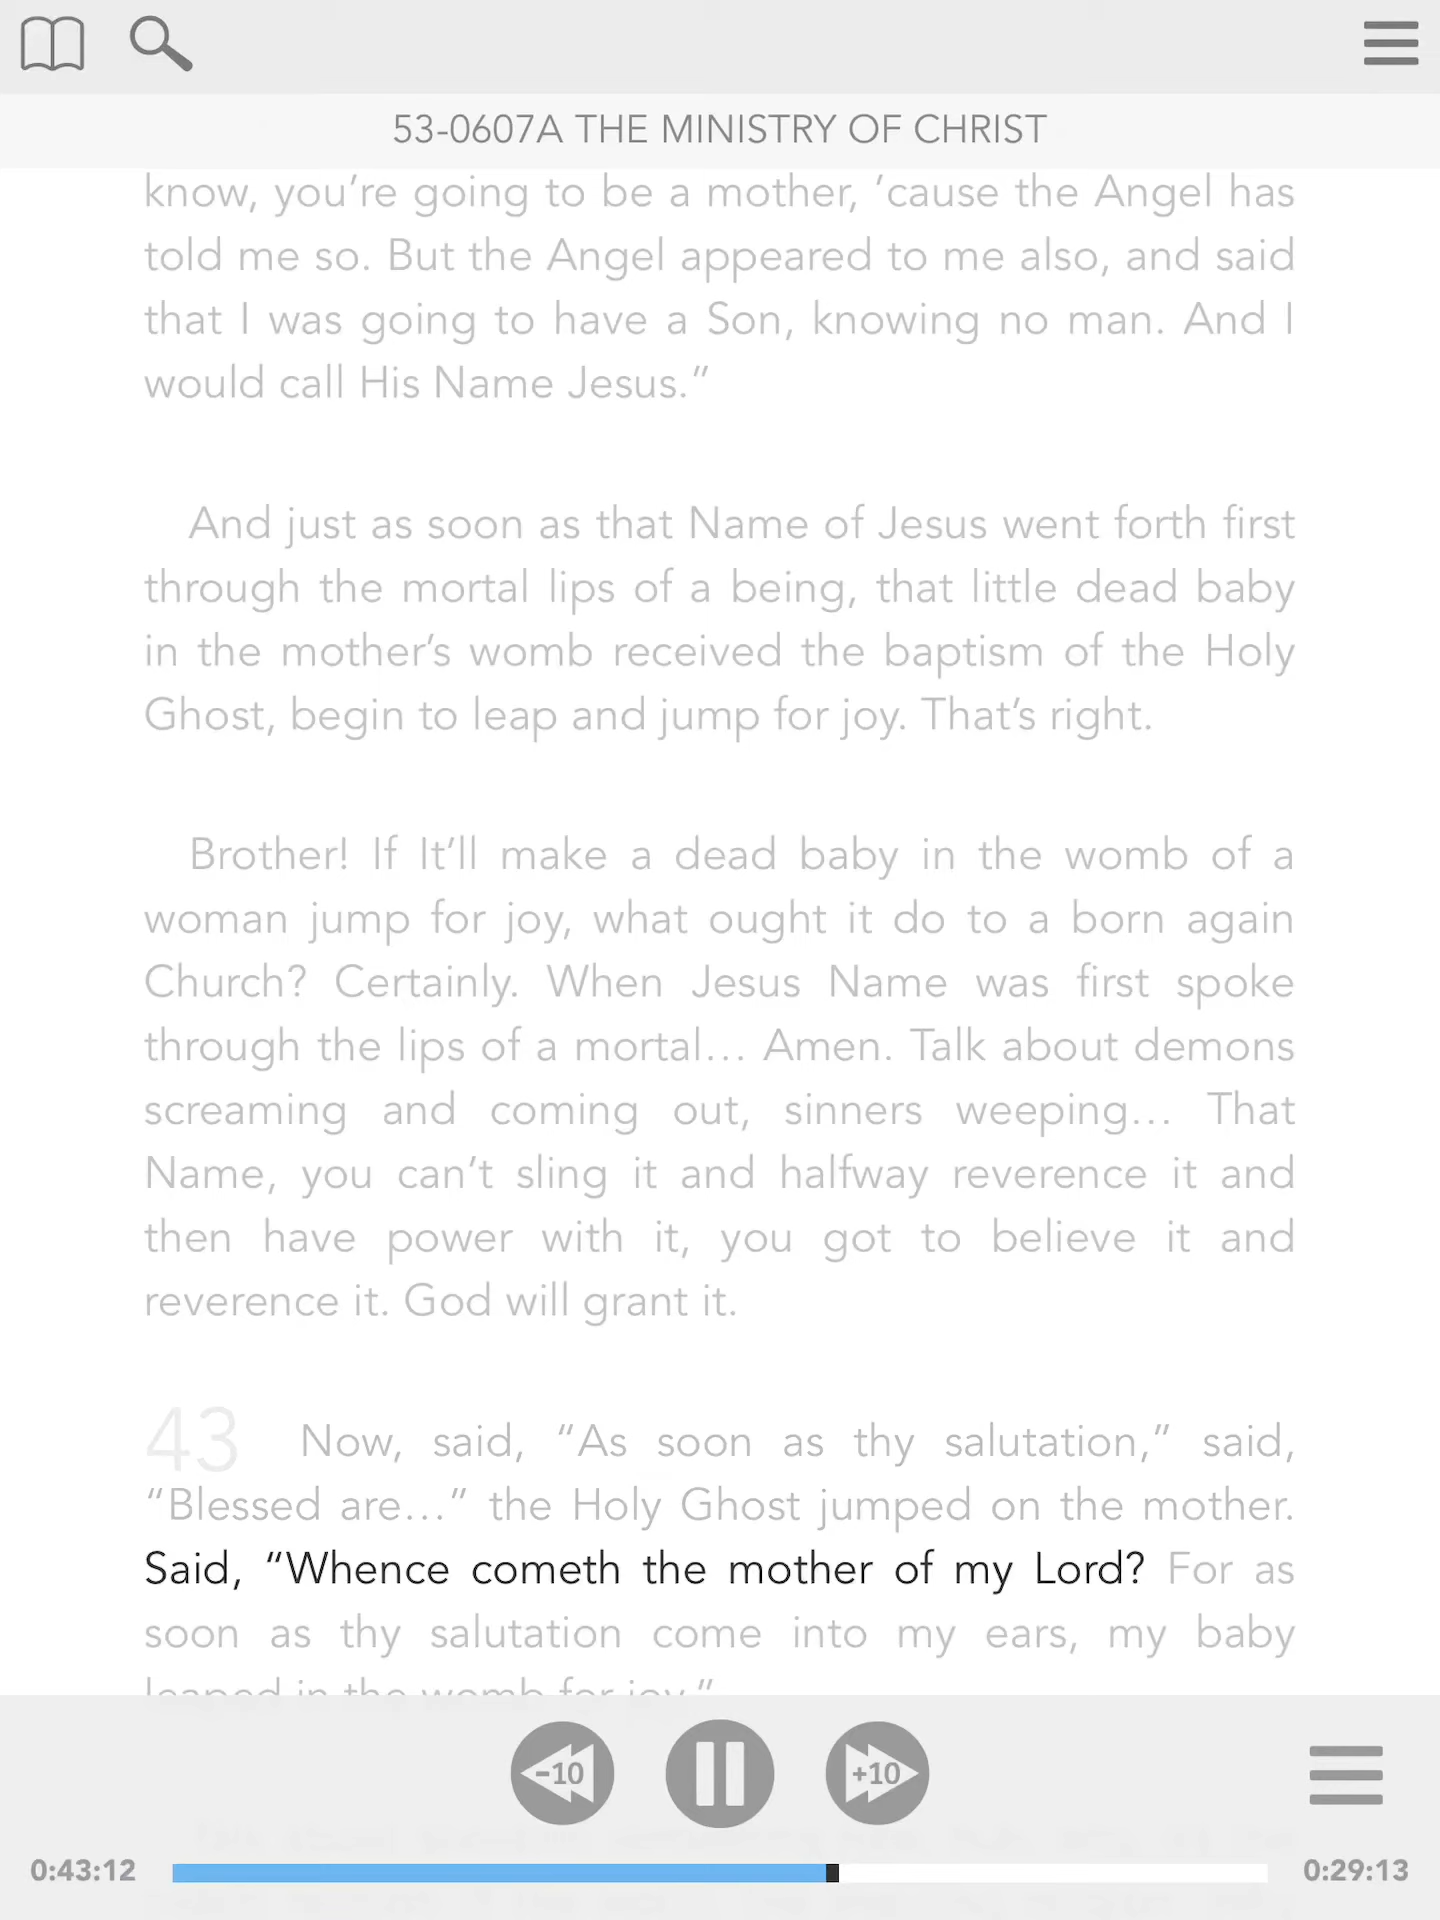 53-0607A THE MINISTRY OF CHRIST
know, you’re going to be a mother, ’cause the Angel has
told me so. But the Angel appeared to me also, and said
that I was going to have a Son, knowing no man. And I
would call His Name Jesus.”
And just as soon as that Name of Jesus went forth first
through the mortal lips of a being, that little dead baby
in the mother’s womb received the baptism of the Holy
Ghost, begin to leap and jump for joy. That’s right.
Brother! If It’ll make a dead baby in the womb of a
woman jump for joy, what ought it do to a born again
Church? Certainly. When Jesus Name was first spoke
through the lips of a mortal… Amen. Talk about demons
screaming and coming out, sinners weeping… That
Name, you can’t sling it and halfway reverence it and
then have power with it, you got to believe it and
reverence it. God will grant it.
43 Now, said, “As soon as thy salutation,” said,
“Blessed are…” the Holy Ghost jumped on the mother.
Said, “Whence cometh the mother of my Lord? For as
soon as thy salutation come into my ears, my baby
leaped in the womb for joy.”
-10 +10
0:43:12 0:29:13